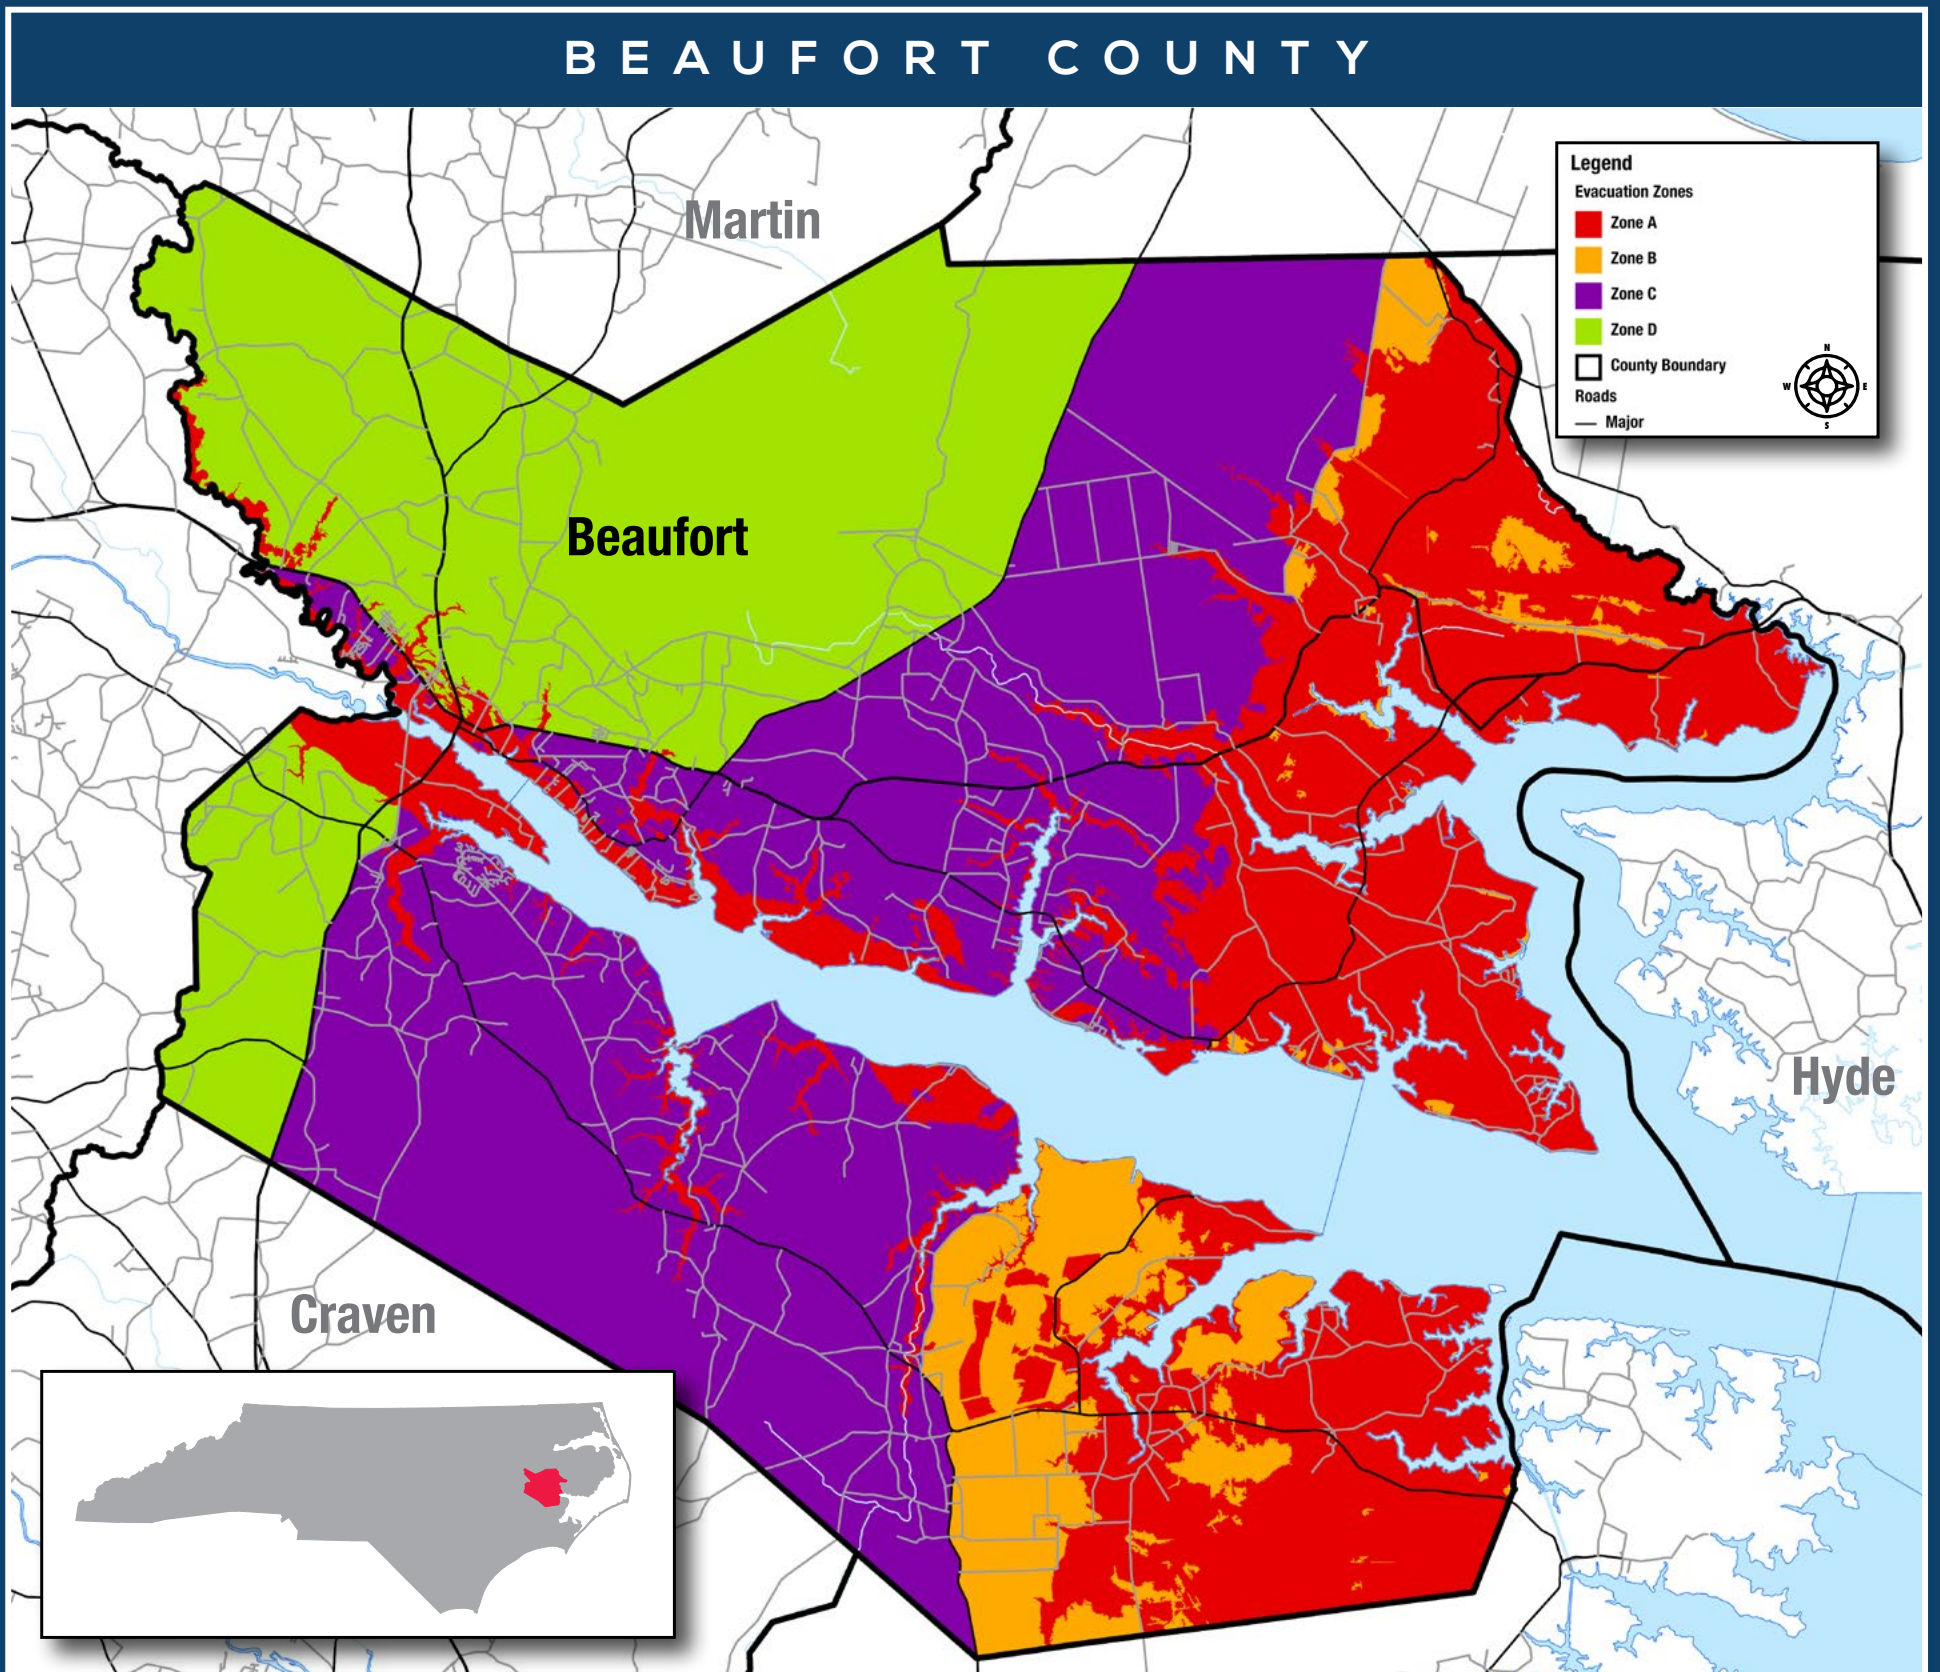 BEAUFORT COUNTY
Legend
Evacuation Zones
Zone A
Zone B
Zone C
Zone D
County Boundary
Roads
Major
N
W
E
S
Martin
Beaufort
Hyde
Craven